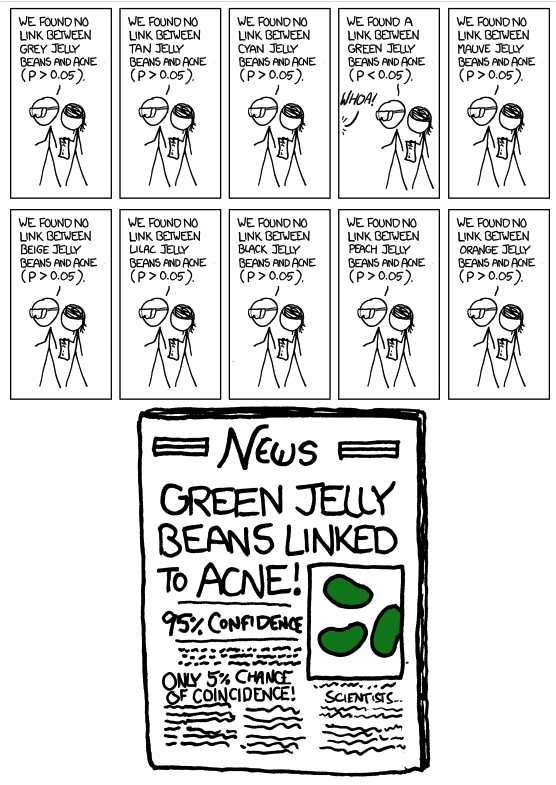 WE FOUND NO
LINK BETWEEN
GREY JELLY
BEANS AND ACNE
(P > 0.05).
WE FOUND NO
LINK BETWEEN
TAN JELLY
BEANS AND ACNE
(P > 0.05).
WE FOUND NO
LINK BETWEEN
CYAN JELLY
BEANS AND ACNE
(P > 0.05).
WE FOUND A
LINK BETWEEN
GREEN JELLY
BEANS AND ACNE
(P < 0.05).
WHOA!
WE FOUND NO
LINK BETWEEN
MAUVE JELLY
BEANS AND ACNE
(P > 0.05).
WE FOUND NO
LINK BETWEEN
BEIGE JELLY
BEANS AND ACNE
(P > 0.05).
WE FOUND NO
LINK BETWEEN
LILAC JELLY
BEANS AND ACNE
(P > 0.05).
WE FOUND NO
LINK BETWEEN
BLACK JELLY
BEANS AND ACNE
(P > 0.05).
WE FOUND NO
LINK BETWEEN
PEACH JELLY
BEANS AND ACNE
(P > 0.05).
WE FOUND NO
LINK BETWEEN
ORANGE JELLY
BEANS AND ACNE
(P > 0.05).
NEWS
GREEN JELLY
BEANS LINKED
TO ACNE!
95% CONFIDENCE
ONLY 5% CHANCE
OF COINCIDENCE!
SCIENTISTS...